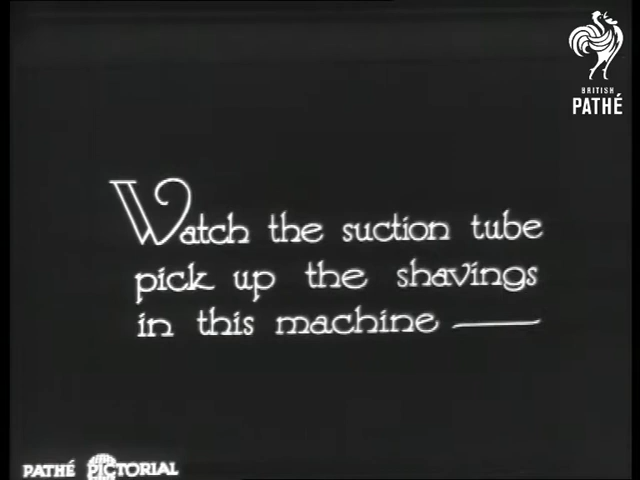 BRITISH
PATHÉ
Watch the suction tube
pick up the shavings
in this machine —
PATHÉ PICTORIAL